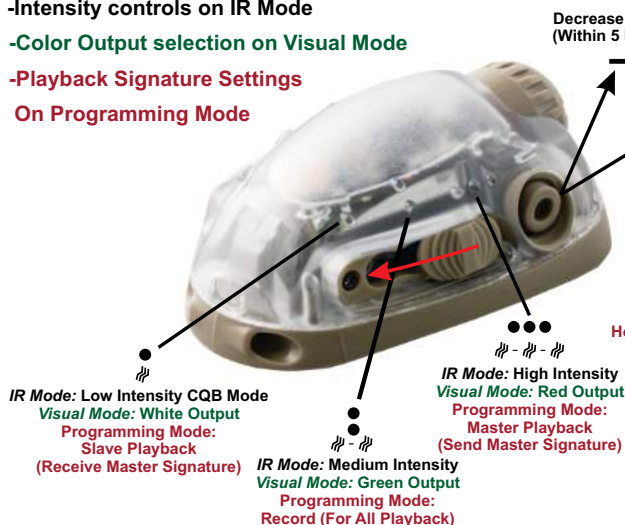 -Intensity controls on IR Mode
-Color Output selection on Visual Mode
-Playback Signature Settings
On Programming Mode
Decrease
(Within 5
IR Mode: Low Intensity CQB Mode
Visual Mode: White Output
Programming Mode:
Slave Playback
(Receive Master Signature)
IR Mode: Medium Intensity
Visual Mode: Green Output
Programming Mode:
Record (For All Playback)
IR Mode: High Intensity
Visual Mode: Red Output
Programming Mode:
Master Playback
(Send Master Signature)